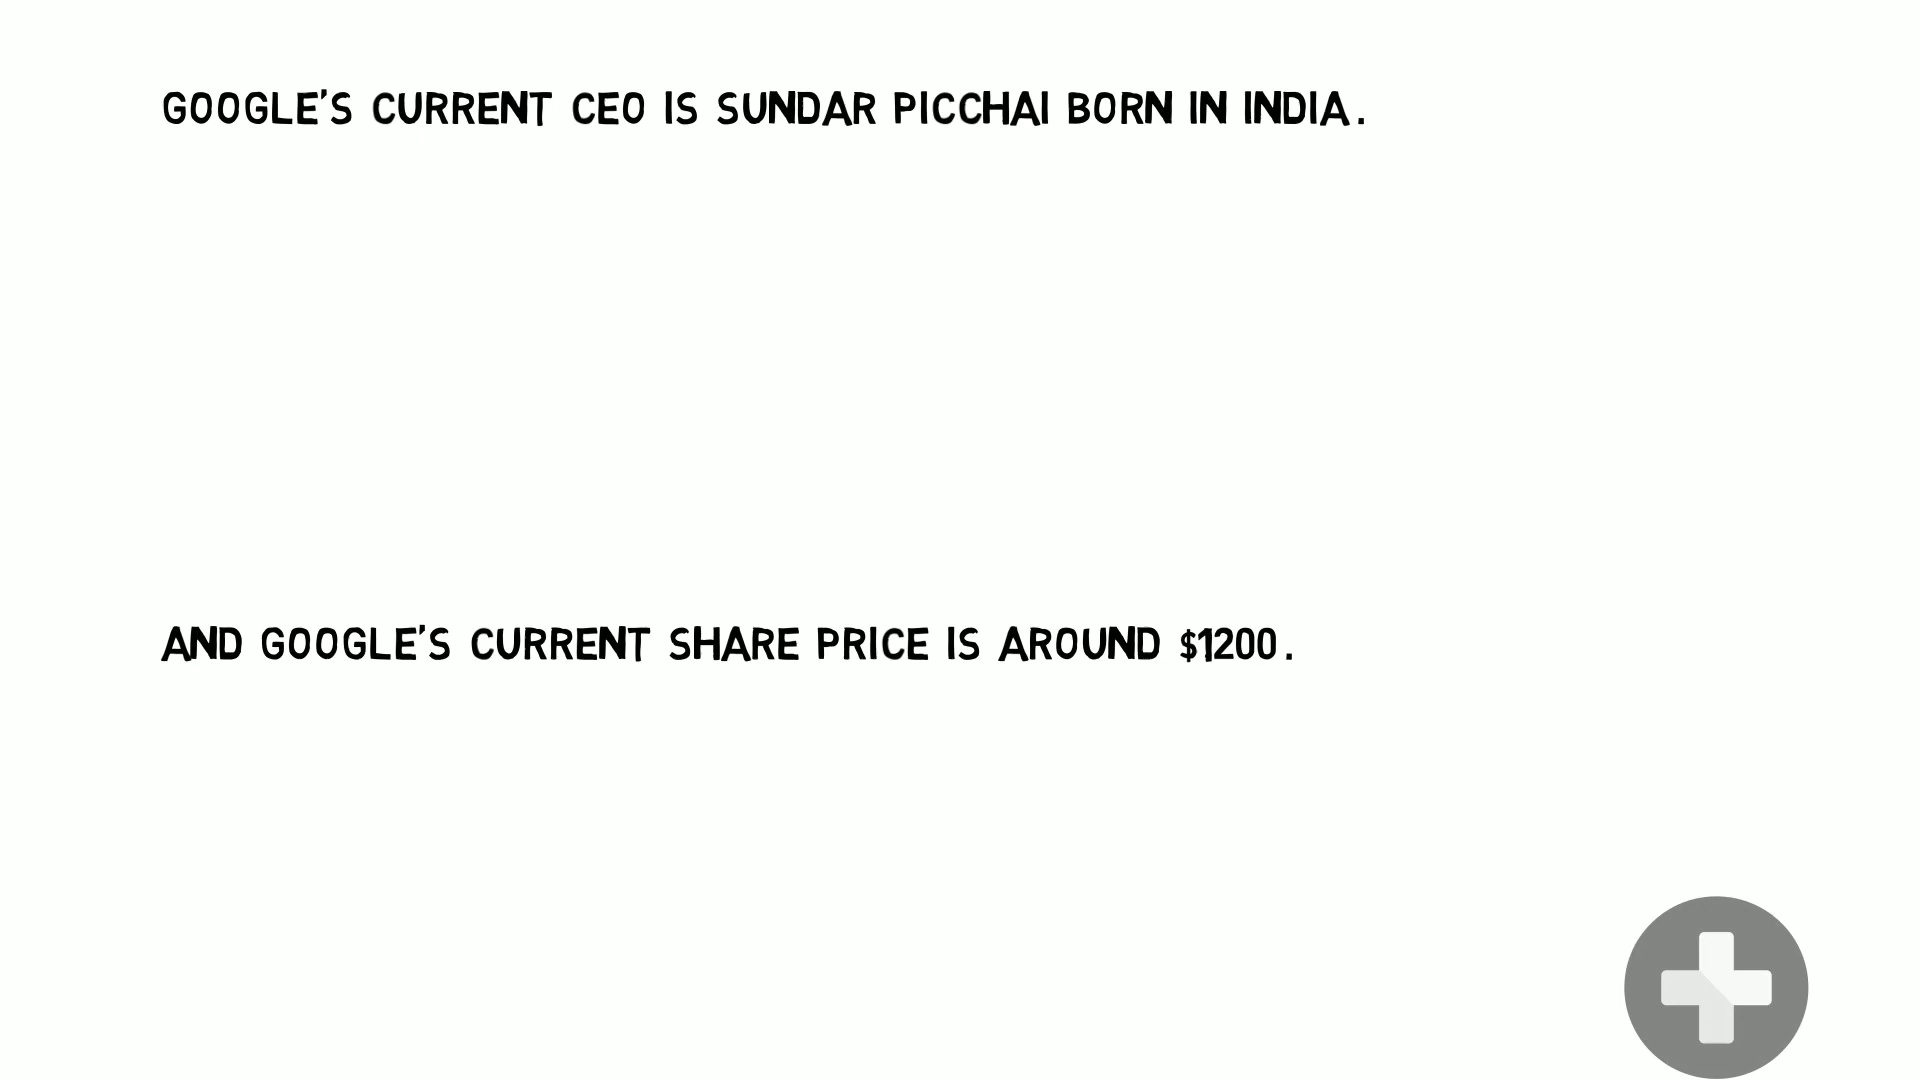 GOOGLE'S CURRENT CEO IS SUNDAR PICCHAI BORN IN INDIA.
AND GOOGLE'S CURRENT SHARE PRICE IS AROUND $1200.